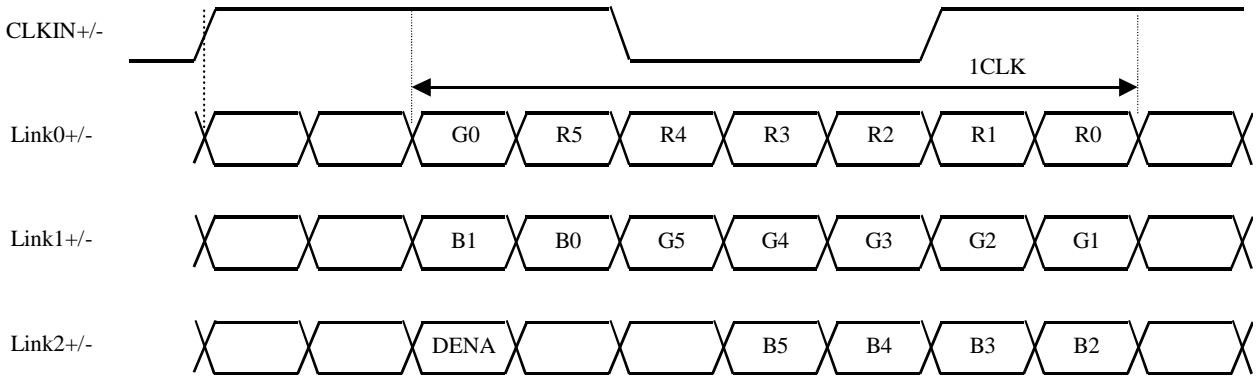 CLKIN+/-
1CLK
Link0+/- G0 R5 R4 R3 R2 R1 R0
Link1+/- B1 B0 G5 G4 G3 G2 G1
Link2+/- DENA B5 B4 B3 B2